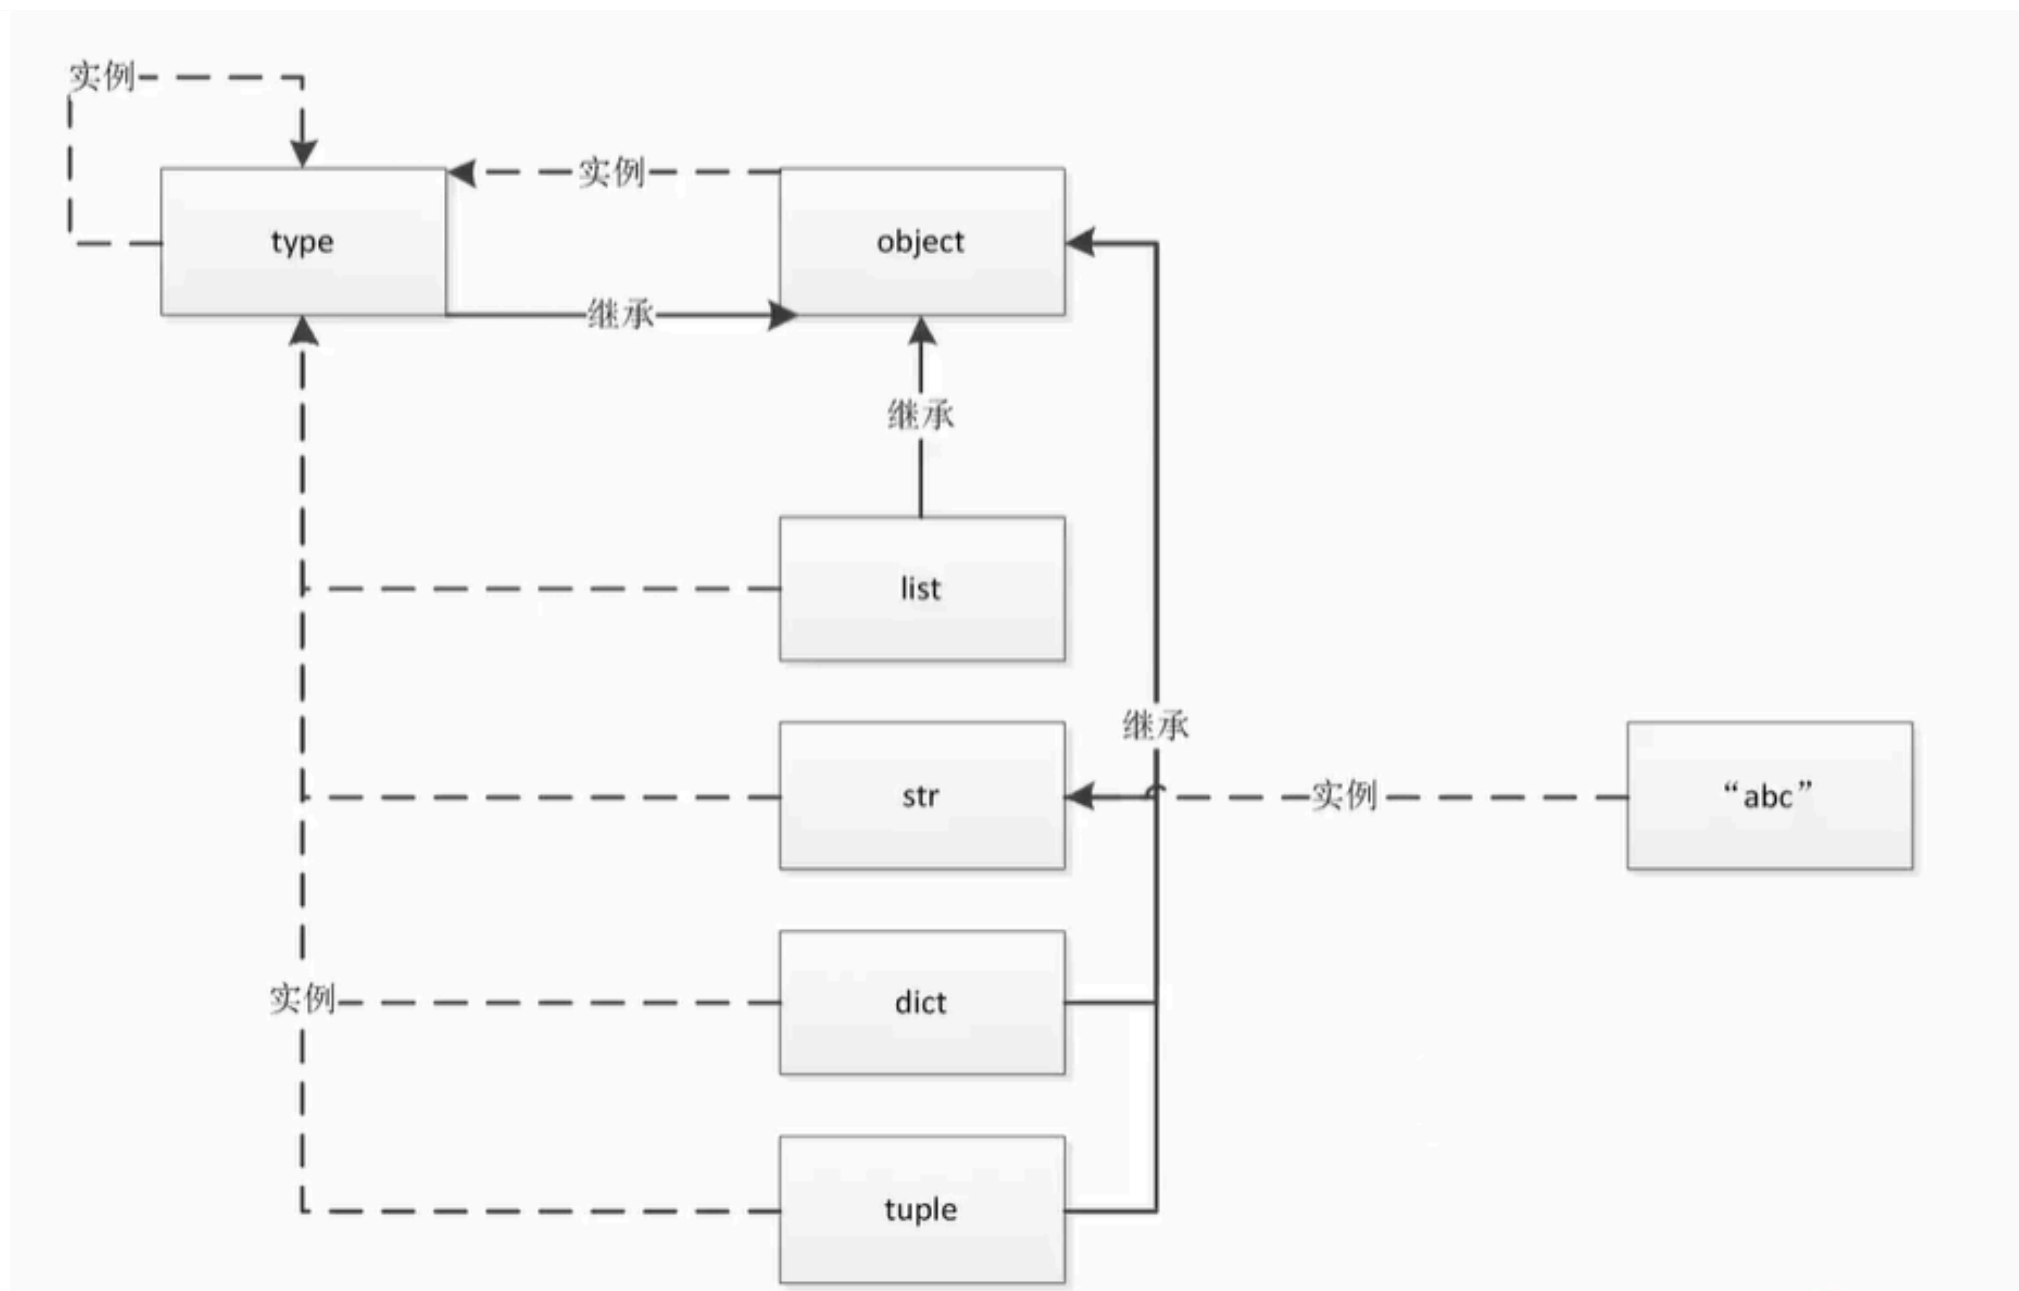 实例
实例
type
object
继承
继承
list
继承
str
实例
“abc”
实例
dict
tuple